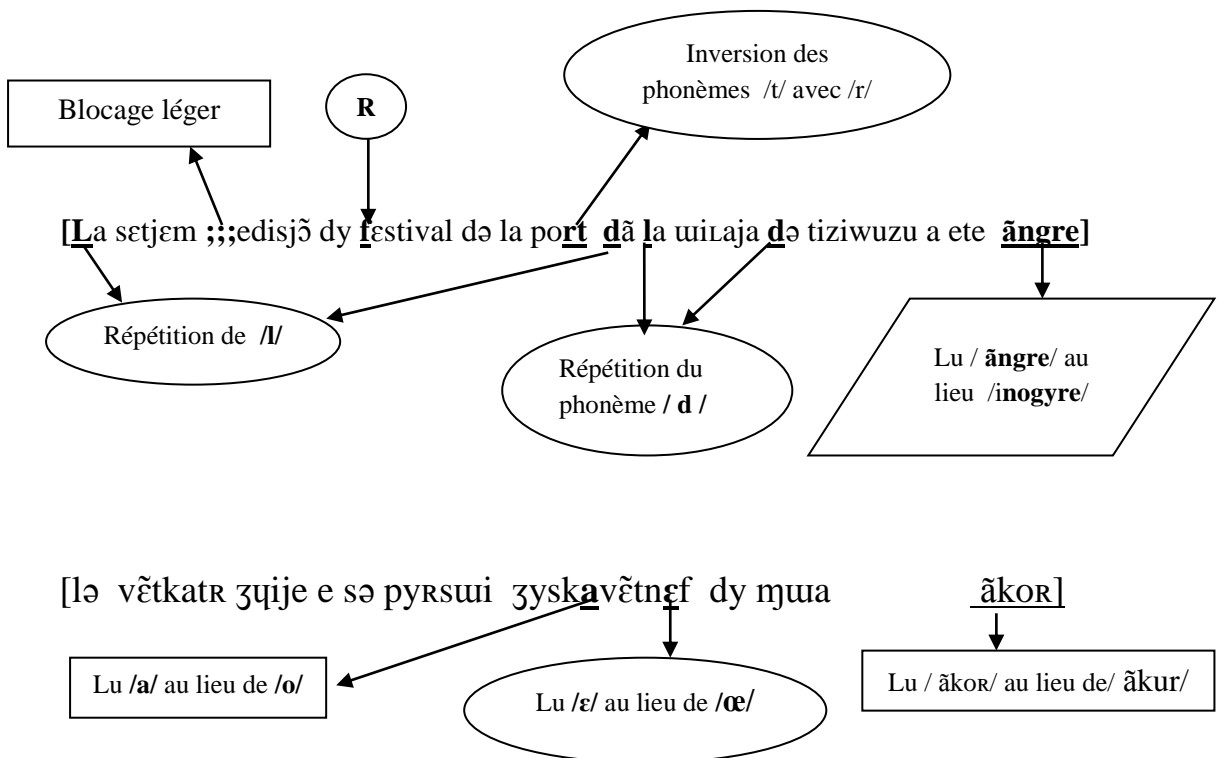 Inversion des
phonèmes /t/ avec /r/
Blocage léger
R
[La sɛtjɛm ;;;edisjɔ̃ dy fɛstival də la port dã la ɯiʟaja də tiziwuzu a ete ãngre]
Répétition de /l/
Répétition du
phonème / d /
Lu / ãngre/ au
lieu /inogyre/
[lə vɛ̃tkatʀ ʒɥije e sə pyʀsɯi ʒyskavɛ̃tnɛf dy ɱɯa ãkoʀ]
Lu /a/ au lieu de /o/
Lu /ɛ/ au lieu de /œ/
Lu / ãkoʀ/ au lieu de/ ãkur/